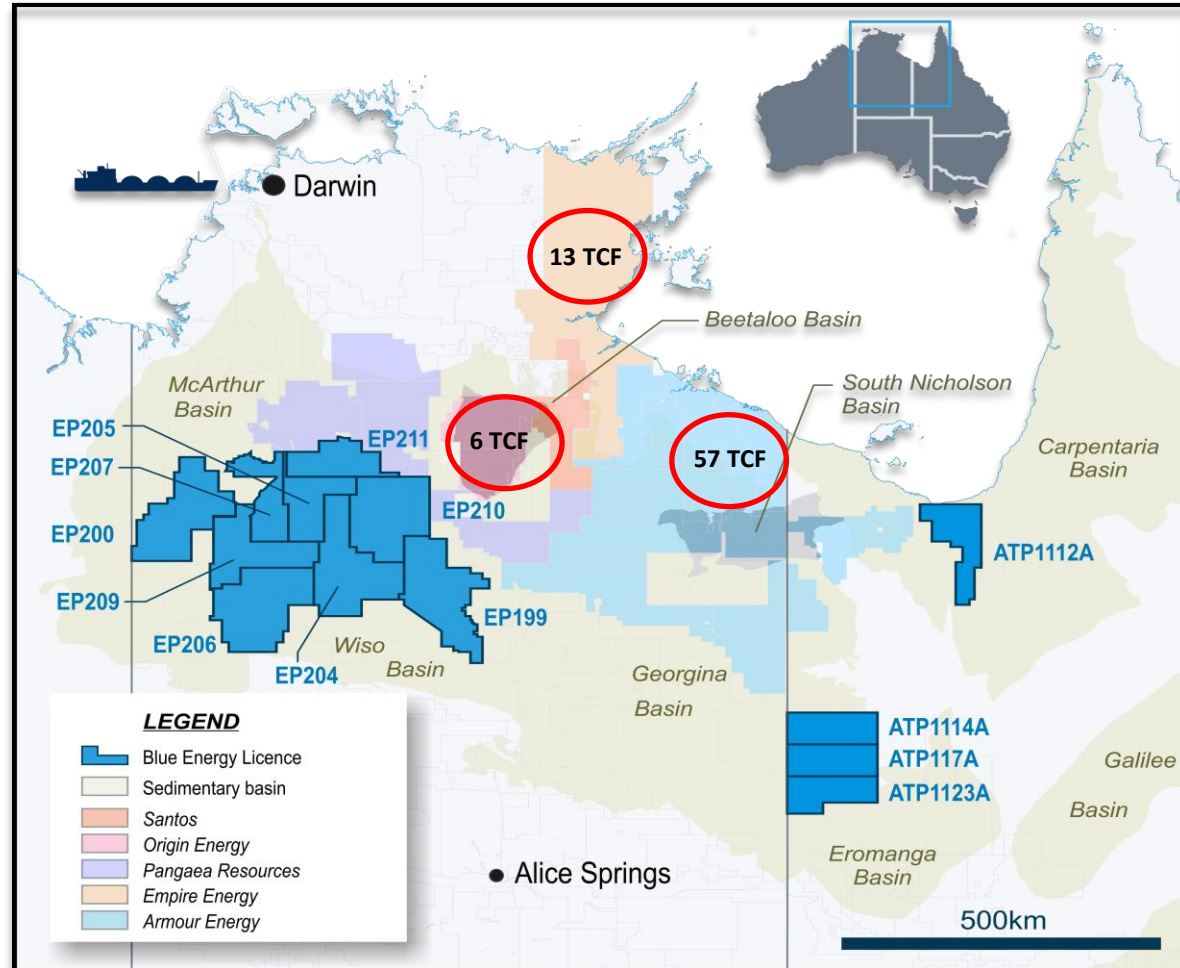 Darwin
13 TCF
Beetaloo Basin
McArthur
Basin
South Nicholson
Basin
EP205
EP211
6 TCF
57 TCF
Carpentaria
Basin
EP207
EP210
EP200
ATP1112A
EP209
EP199
EP206
Wiso
Basin
EP204
Georgina
Basin
LEGEND
Blue Energy Licence
Sedimentary basin
Santos
Origin Energy
Pangaea Resources
Empire Energy
Armour Energy
ATP1114A
ATP117A
ATP1123A
Galilee
Basin
Eromanga
Basin
Alice Springs
500km